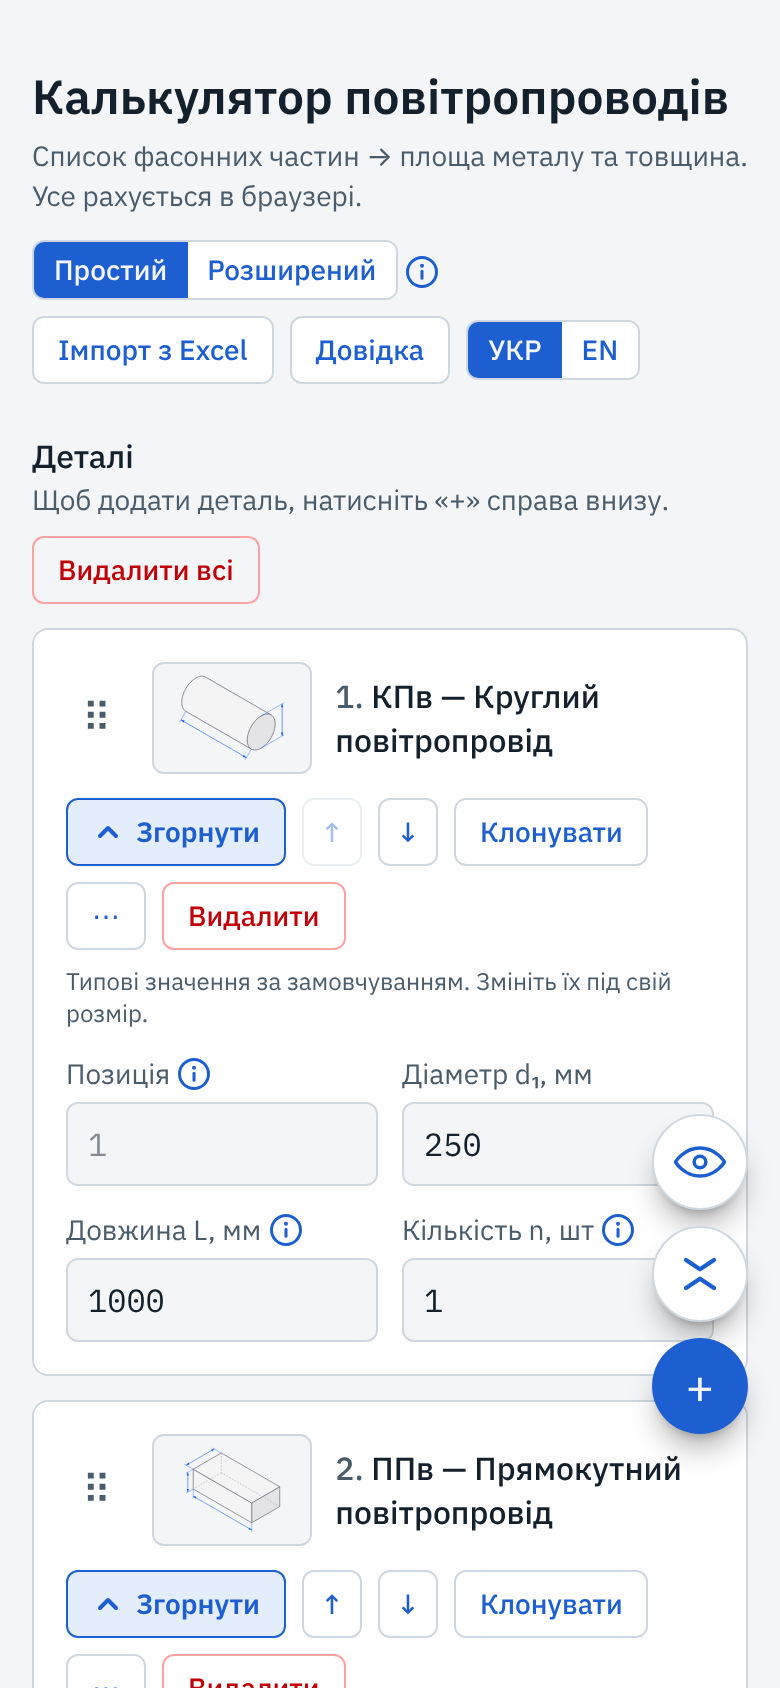 Калькулятор повітропроводів
Список фасонних частин → площа металу та товщина.
Усе рахується в браузері.
Простий Розширений
Імпорт з Excel Довідка УКР EN
Деталі
Щоб додати деталь, натисніть «+» справа внизу.
Видалити всі
1. КПв — Круглий
повітропровід
Згорнути ↑ ↓ Клонувати
... Видалити
Типові значення за замовчуванням. Змініть їх під свій
розмір.
Позиція Діаметр d₁, мм
1 250
Довжина L, мм Кількість n, шт
1000 1
+
2. ППв — Прямокутний
повітропровід
Згорнути ↑ ↓ Клонувати
... Видалити